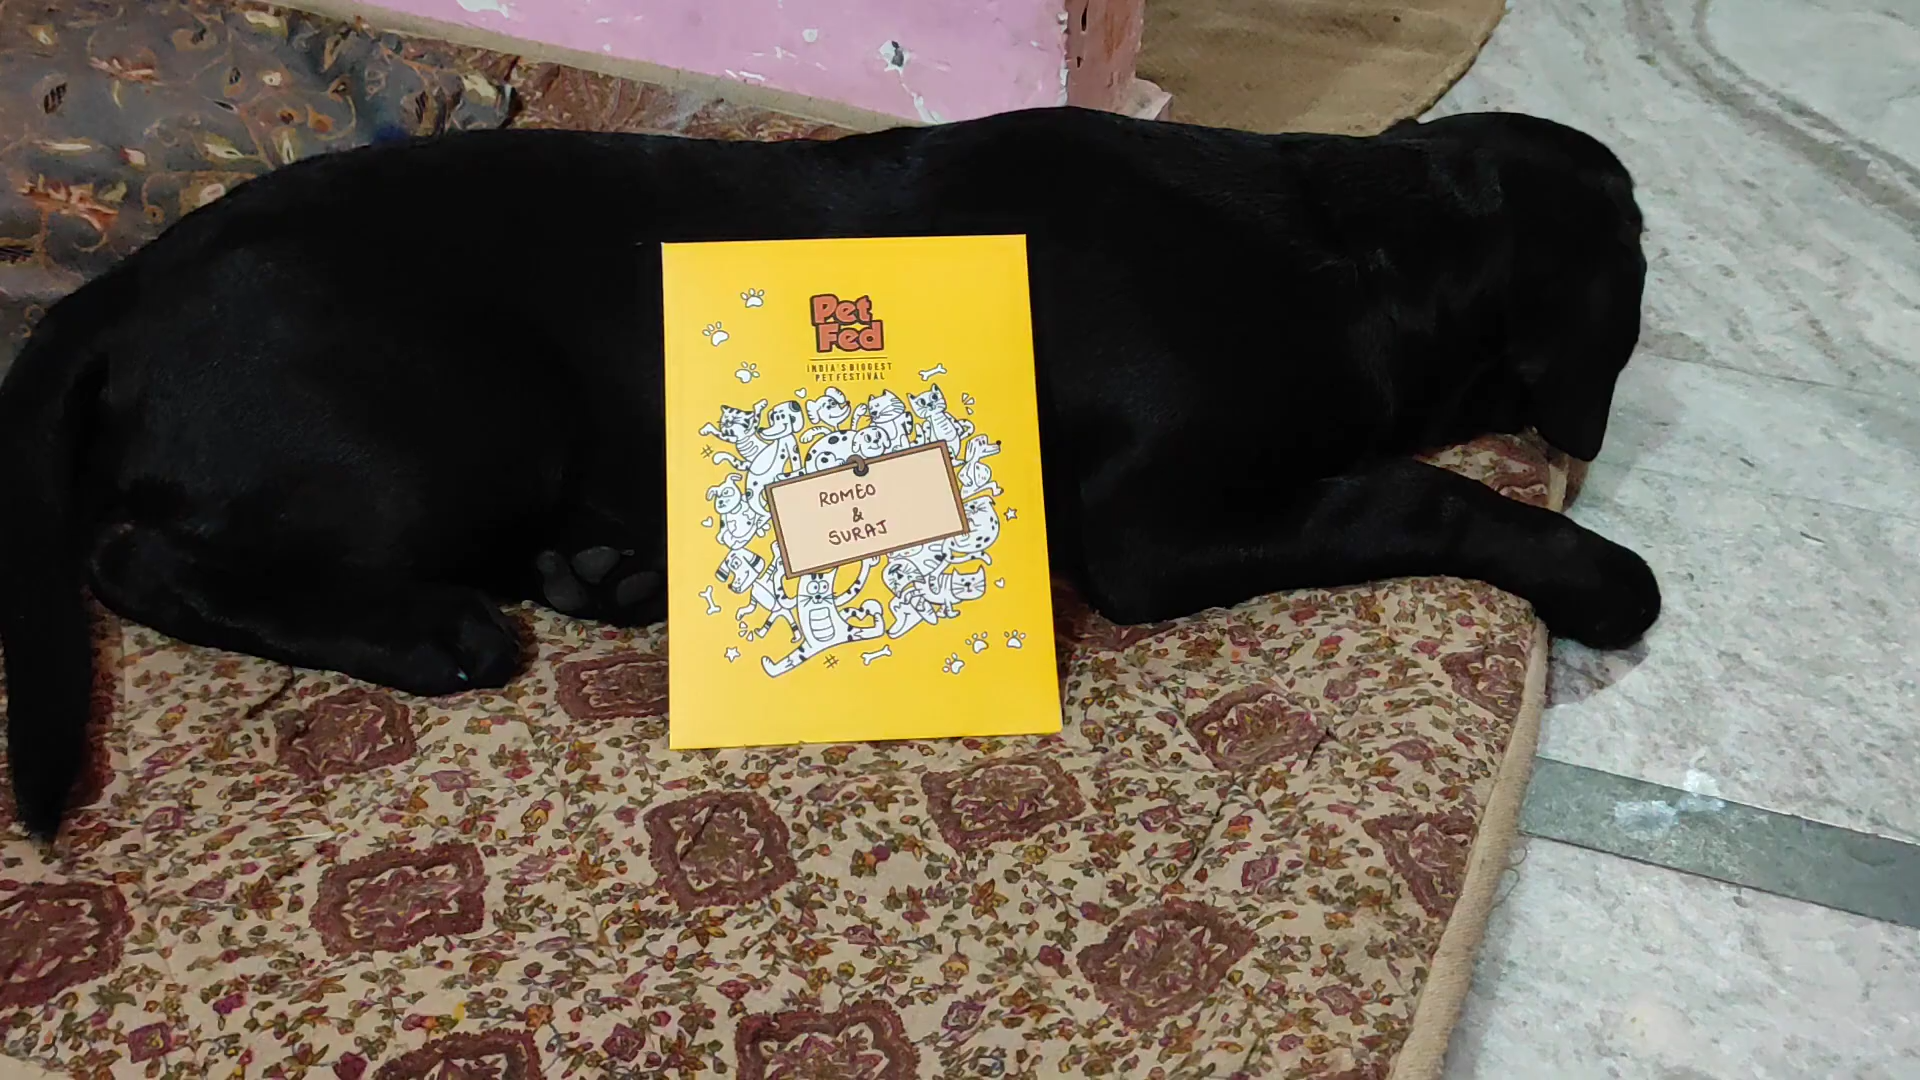 Pet
Fed
INDIA'S BIGGEST
PET FESTIVAL
ROMEO
&
SURAJ